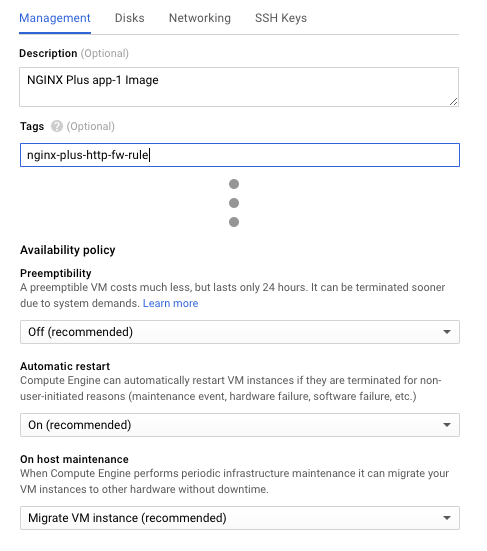 Management Disks Networking SSH Keys
Description (Optional)
NGINX Plus app-1 Image
Tags ? (Optional)
nginx-plus-http-fw-rule
Availability policy
Preemptibility
A preemptible VM costs much less, but lasts only 24 hours. It can be terminated sooner
due to system demands. Learn more
Off (recommended)
Automatic restart
Compute Engine can automatically restart VM instances if they are terminated for non-
user-initiated reasons (maintenance event, hardware failure, software failure, etc.)
On (recommended)
On host maintenance
When Compute Engine performs periodic infrastructure maintenance it can migrate your
VM instances to other hardware without downtime.
Migrate VM instance (recommended)